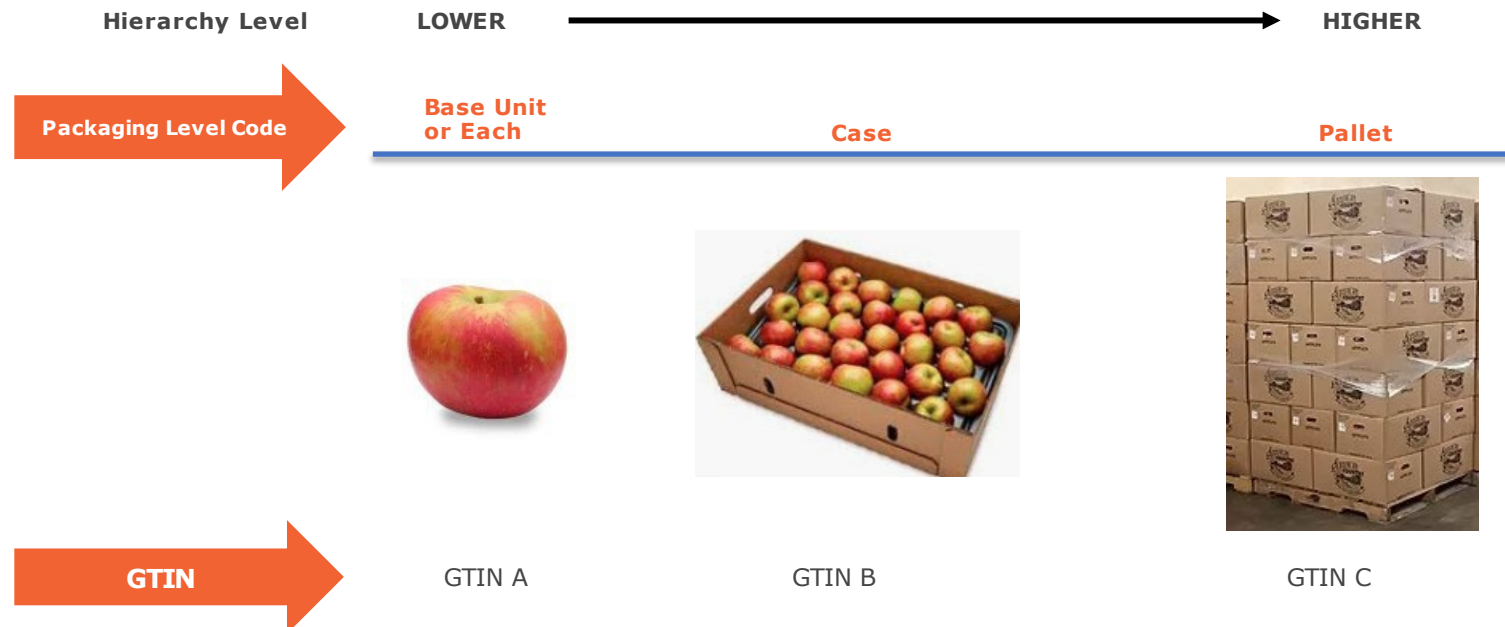 Hierarchy Level LOWER HIGHER
Packaging Level Code
Base Unit
or Each
Case
Pallet
GTIN
GTIN A
GTIN B
GTIN C